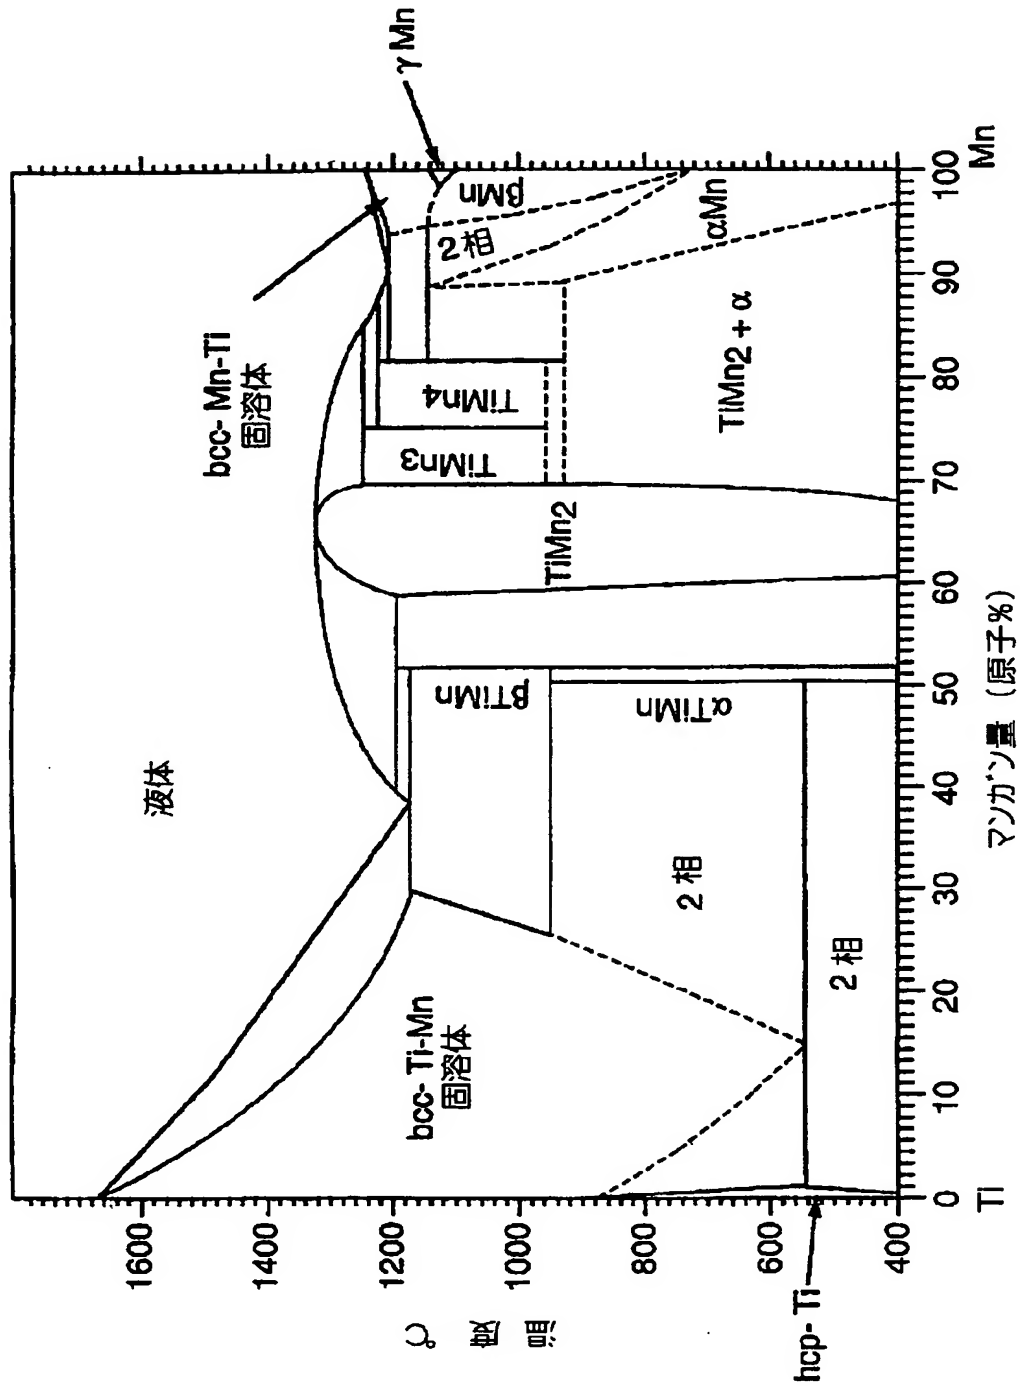 液体
bcc-Mn-Ti
固溶体
γMn
βMn
2相
αMn
TiMn4
TiMn3
TiMn2
TiMn2+α
βTiMn
αTiMn
bcc-Ti-Mn
固溶体
2相
2相
hcp-Ti
温度 ℃
1600
1400
1200
1000
800
600
400
0
10
20
30
40
50
60
70
80
90
100
Ti
Mn
マンガン量 (原子%)